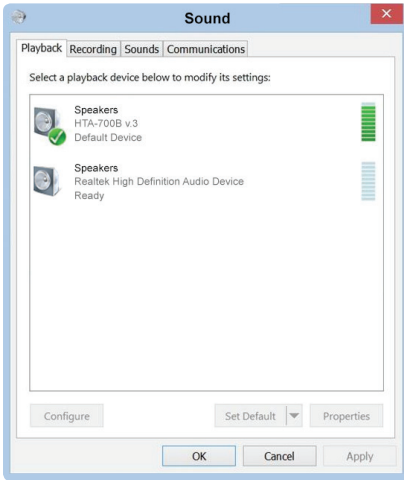 Sound
Playback Recording Sounds Communications
Select a playback device below to modify its settings:
Speakers
HTA-700B v.3
Default Device
Speakers
Realtek High Definition Audio Device
Ready
Configure Set Default Properties
OK Cancel Apply